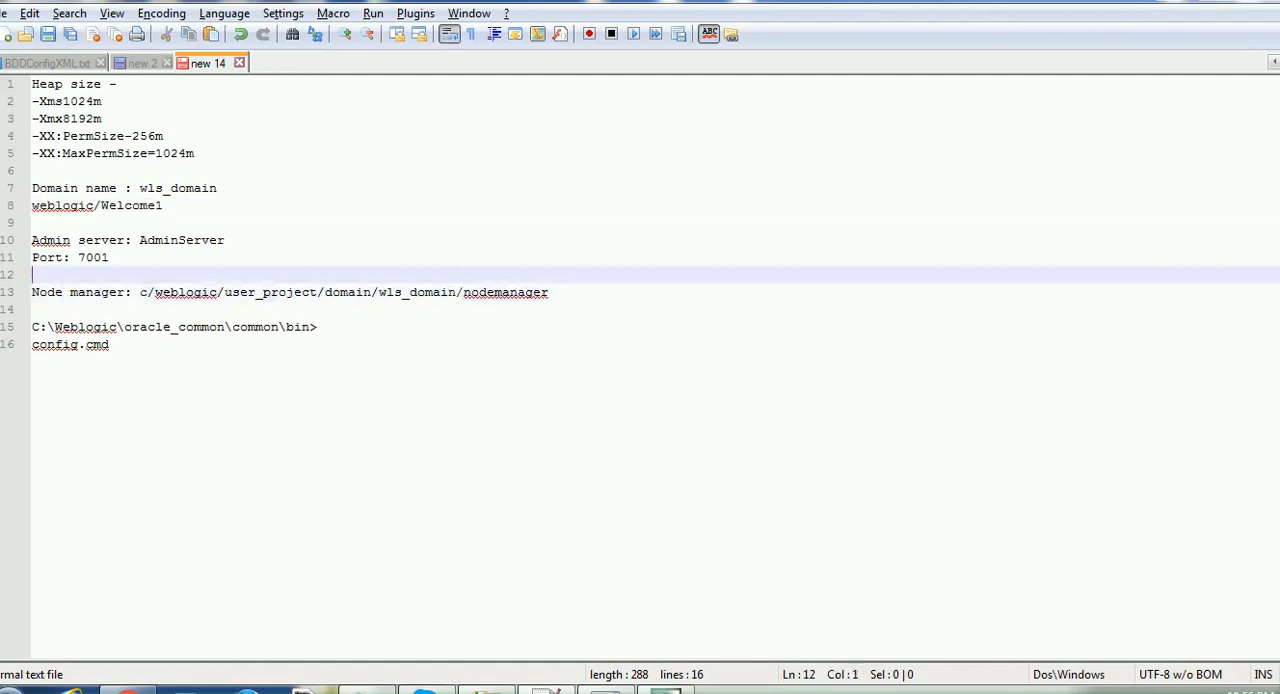 Edit Search View Encoding Language Settings Macro Run Plugins Window ?
BDDConfigXML.txt new 2 new 14
1 Heap size -
2 -Xms1024m
3 -Xmx8192m
4 -XX:PermSize-256m
5 -XX:MaxPermSize=1024m
6
7 Domain name : wls_domain
8 weblogic/Welcome1
9
10 Admin server: AdminServer
11 Port: 7001
12
13 Node manager: c/weblogic/user_project/domain/wls_domain/nodemanager
14
15 C:\Weblogic\oracle_common\common\bin>
16 config.cmd
rmal text file length : 288 lines : 16 Ln : 12 Col : 1 Sel : 0 | 0 Dos\Windows UTF-8 w/o BOM INS